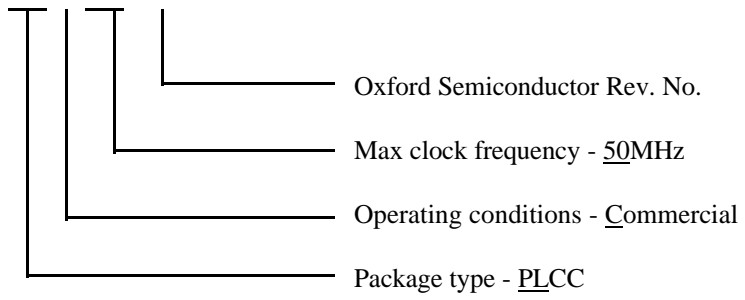 Oxford Semiconductor Rev. No.
Max clock frequency - 50MHz
Operating conditions - Commercial
Package type - PLCC